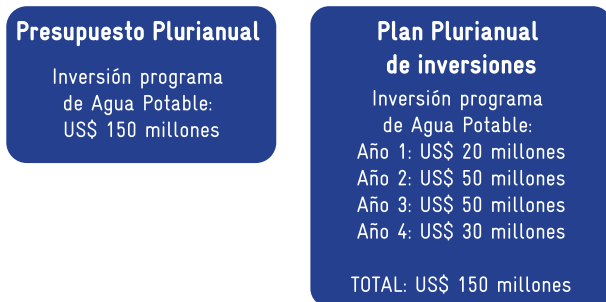 Presupuesto Plurianual
Inversión programa
de Agua Potable:
US$ 150 millones
Plan Plurianual
de inversiones
Inversión programa
de Agua Potable:
Año 1: US$ 20 millones
Año 2: US$ 50 millones
Año 3: US$ 50 millones
Año 4: US$ 30 millones
TOTAL: US$ 150 millones